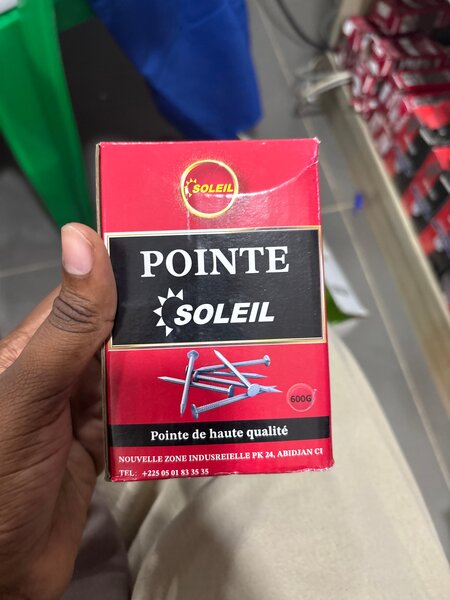 SOLEIL
POINTE
SOLEIL
600G
Pointe de haute qualité
NOUVELLE ZONE INDUSREIELLE PK 24, ABIDJAN CI
TEL: +225 05 01 83 35 35